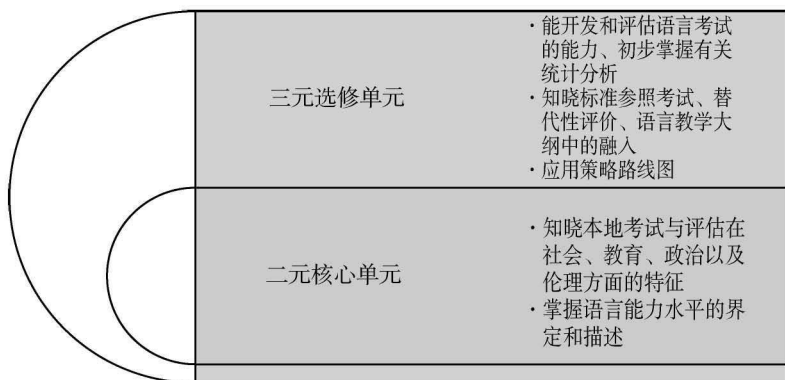 三元选修单元
·能开发和评估语言考试
的能力、初步掌握有关
统计分析
·知晓标准参照考试、替
代性评价、语言教学大
纲中的融入
·应用策略路线图
二元核心单元
·知晓本地考试与评估在
社会、教育、政治以及
伦理方面的特征
·掌握语言能力水平的界
定和描述